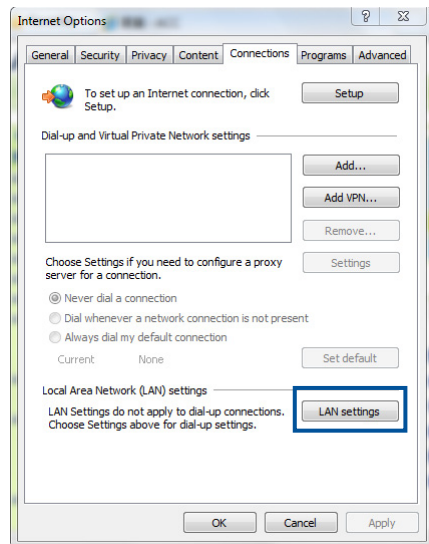 Internet Options
General Security Privacy Content Connections Programs Advanced
To set up an Internet connection, click
Setup.
Setup
Dial-up and Virtual Private Network settings
Add...
Add VPN...
Remove...
Choose Settings if you need to configure a proxy
server for a connection.
Settings
Never dial a connection
Dial whenever a network connection is not present
Always dial my default connection
Current None
Set default
Local Area Network (LAN) settings
LAN Settings do not apply to dial-up connections.
Choose Settings above for dial-up settings.
LAN settings
OK Cancel Apply